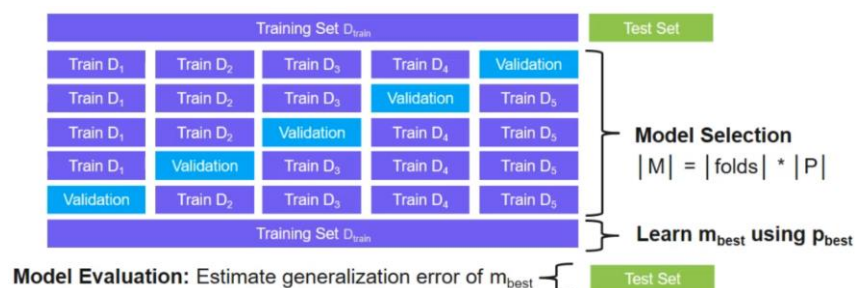 Training Set Dtrain Test Set
Train D1 Train D2 Train D3 Train D4 Validation
Train D1 Train D2 Train D3 Validation Train D5
Train D1 Train D2 Validation Train D4 Train D5
Train D1 Validation Train D3 Train D4 Train D5
Validation Train D2 Train D3 Train D4 Train D5
Model Selection
|M| = |folds| * |P|
Training Set Dtrain
Learn mbest using pbest
Model Evaluation: Estimate generalization error of mbest Test Set